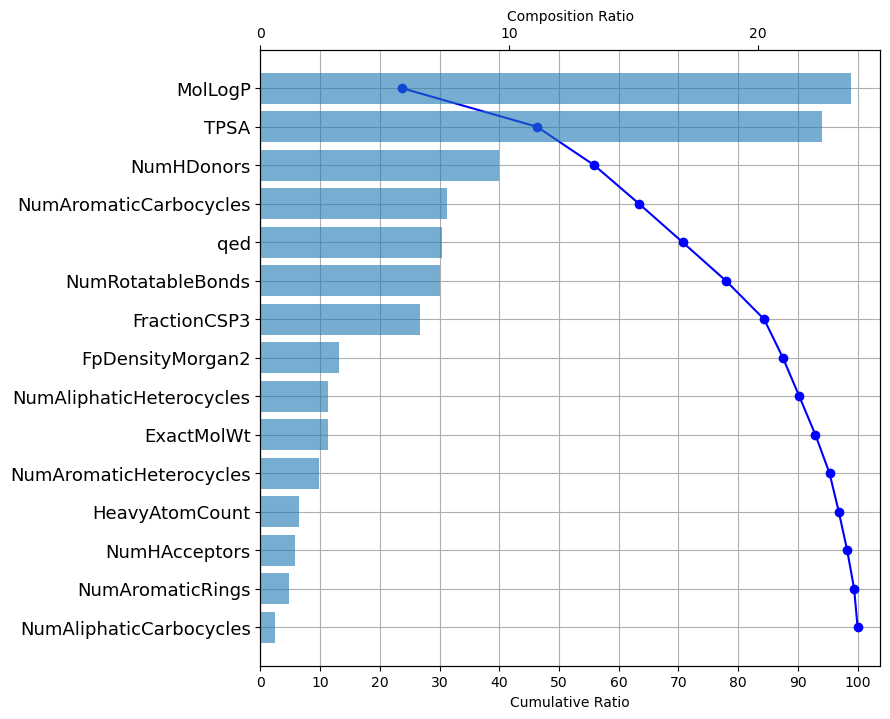 Composition Ratio
0 10 20
MolLogP
TPSA
NumHDonors
NumAromaticCarbocycles
qed
NumRotatableBonds
FractionCSP3
FpDensityMorgan2
NumAliphaticHeterocycles
ExactMolWt
NumAromaticHeterocycles
HeavyAtomCount
NumHAcceptors
NumAromaticRings
NumAliphaticCarbocycles
0 10 20 30 40 50 60 70 80 90 100
Cumulative Ratio